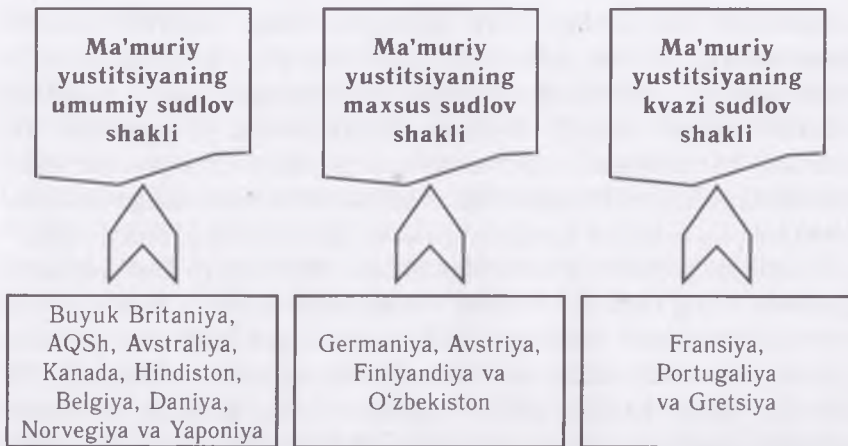 Ma'muriy
yustitsiyaning
umumiy sudlov
shakli
Ma'muriy
yustitsiyaning
maxsus sudlov
shakli
Ma'muriy
yustitsiyaning
kvazi sudlov
shakli
Buyuk Britaniya,
AQSh, Avstraliya,
Kanada, Hindiston,
Belgiya, Daniya,
Norvegiya va Yaponiya
Germaniya, Avstriya,
Finlyandiya va
O‘zbekiston
Fransiya,
Portugaliya
va Gretsiya